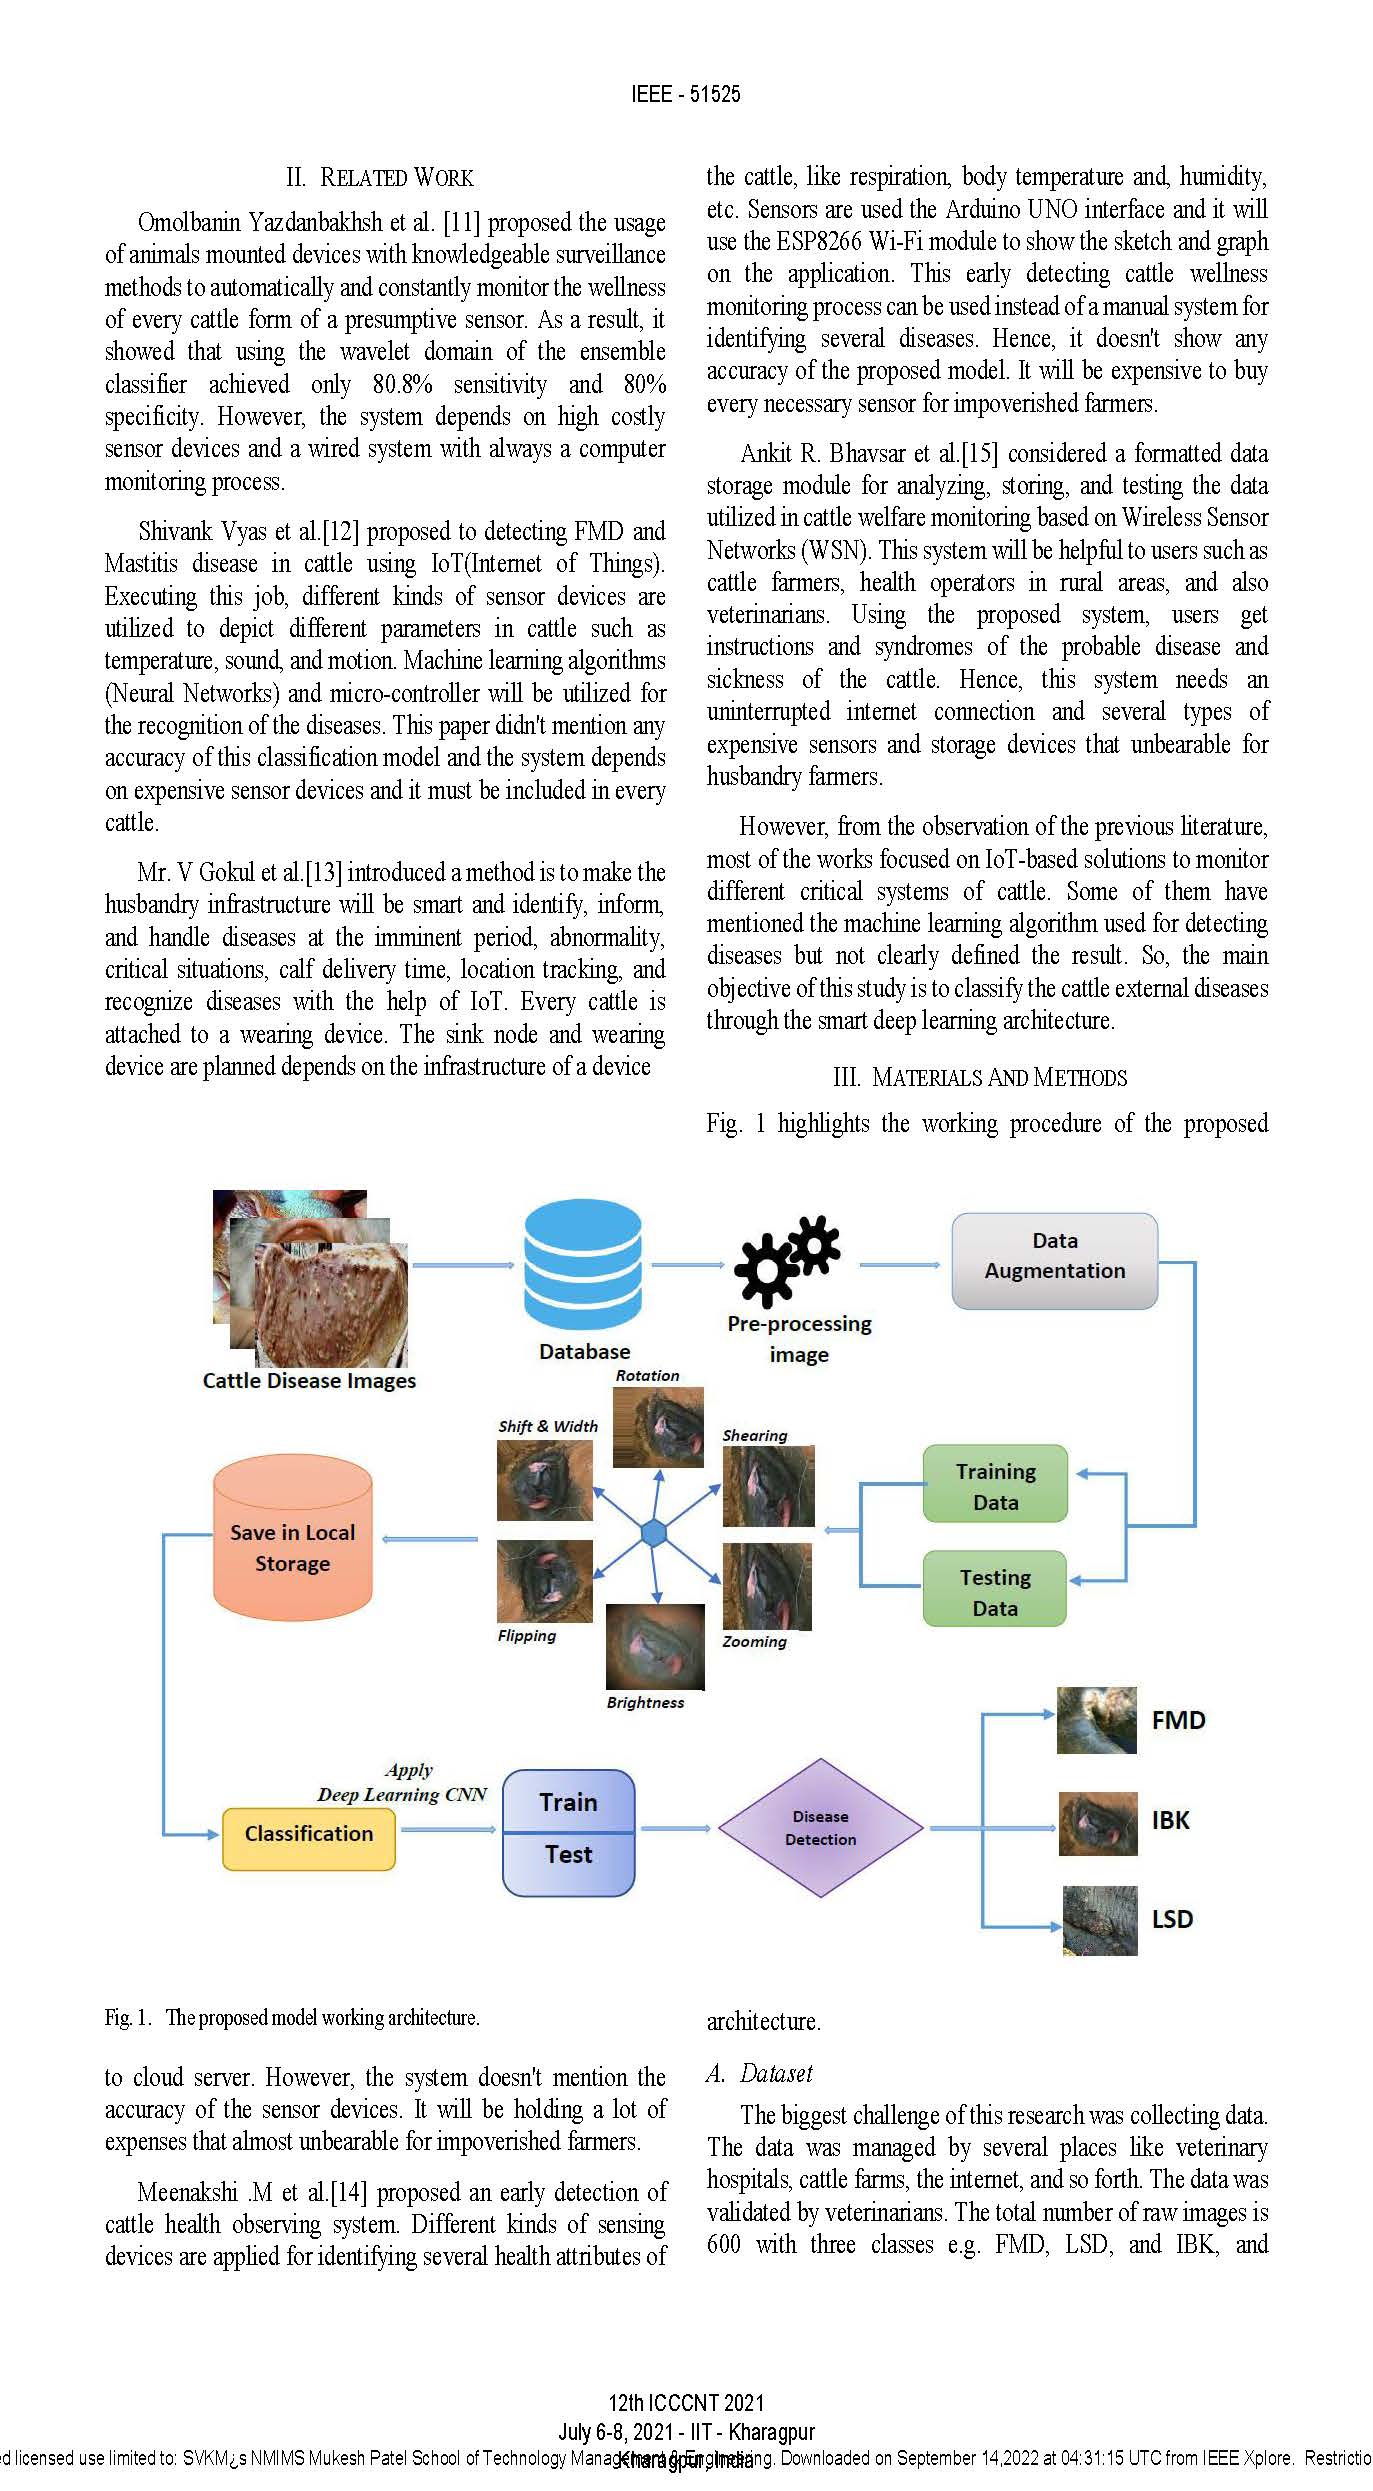 IEEE - 51525
II. RELATED WORK
Omolbanin Yazdanbakhsh et al. [11] proposed the usage
of animals mounted devices with knowledgeable surveillance
methods to automatically and constantly monitor the wellness
of every cattle form of a presumptive sensor. As a result, it
showed that using the wavelet domain of the ensemble
classifier achieved only 80.8% sensitivity and 80%
specificity. However, the system depends on high costly
sensor devices and a wired system with always a computer
monitoring process.
Shivank Vyas et al.[12] proposed to detecting FMD and
Mastitis disease in cattle using IoT(Internet of Things).
Executing this job, different kinds of sensor devices are
utilized to depict different parameters in cattle such as
temperature, sound, and motion. Machine learning algorithms
(Neural Networks) and micro-controller will be utilized for
the recognition of the diseases. This paper didn't mention any
accuracy of this classification model and the system depends
on expensive sensor devices and it must be included in every
cattle.
Mr. V Gokul et al.[13] introduced a method is to make the
husbandry infrastructure will be smart and identify, inform,
and handle diseases at the imminent period, abnormality,
critical situations, calf delivery time, location tracking, and
recognize diseases with the help of IoT. Every cattle is
attached to a wearing device. The sink node and wearing
device are planned depends on the infrastructure of a device
the cattle, like respiration, body temperature and, humidity,
etc. Sensors are used the Arduino UNO interface and it will
use the ESP8266 Wi-Fi module to show the sketch and graph
on the application. This early detecting cattle wellness
monitoring process can be used instead of a manual system for
identifying several diseases. Hence, it doesn't show any
accuracy of the proposed model. It will be expensive to buy
every necessary sensor for impoverished farmers.
Ankit R. Bhavsar et al.[15] considered a formatted data
storage module for analyzing, storing, and testing the data
utilized in cattle welfare monitoring based on Wireless Sensor
Networks (WSN). This system will be helpful to users such as
cattle farmers, health operators in rural areas, and also
veterinarians. Using the proposed system, users get
instructions and syndromes of the probable disease and
sickness of the cattle. Hence, this system needs an
uninterrupted internet connection and several types of
expensive sensors and storage devices that unbearable for
husbandry farmers.
However, from the observation of the previous literature,
most of the works focused on IoT-based solutions to monitor
different critical systems of cattle. Some of them have
mentioned the machine learning algorithm used for detecting
diseases but not clearly defined the result. So, the main
objective of this study is to classify the cattle external diseases
through the smart deep learning architecture.
III. MATERIALS AND METHODS
Fig. 1 highlights the working procedure of the proposed
Cattle Disease Images
Database
Pre-processing
image
Data
Augmentation
Rotation
Shift & Width
Shearing
Flipping
Brightness
Zooming
Training
Data
Testing
Data
Save in Local
Storage
Classification
Apply
Deep Learning CNN
Train
Test
Disease
Detection
FMD
IBK
LSD
Fig. 1. The proposed model working architecture.
to cloud server. However, the system doesn't mention the
accuracy of the sensor devices. It will be holding a lot of
expenses that almost unbearable for impoverished farmers.
Meenakshi .M et al.[14] proposed an early detection of
cattle health observing system. Different kinds of sensing
devices are applied for identifying several health attributes of
architecture.
A. Dataset
The biggest challenge of this research was collecting data.
The data was managed by several places like veterinary
hospitals, cattle farms, the internet, and so forth. The data was
validated by veterinarians. The total number of raw images is
600 with three classes e.g. FMD, LSD, and IBK, and
12th ICCCNT 2021
July 6-8, 2021 - IIT - Kharagpur
Kharagpur, India
ed licensed use limited to: SVKM¿s NMIMS Mukesh Patel School of Technology Management & Engineering. Downloaded on September 14,2022 at 04:31:15 UTC from IEEE Xplore. Restrictio